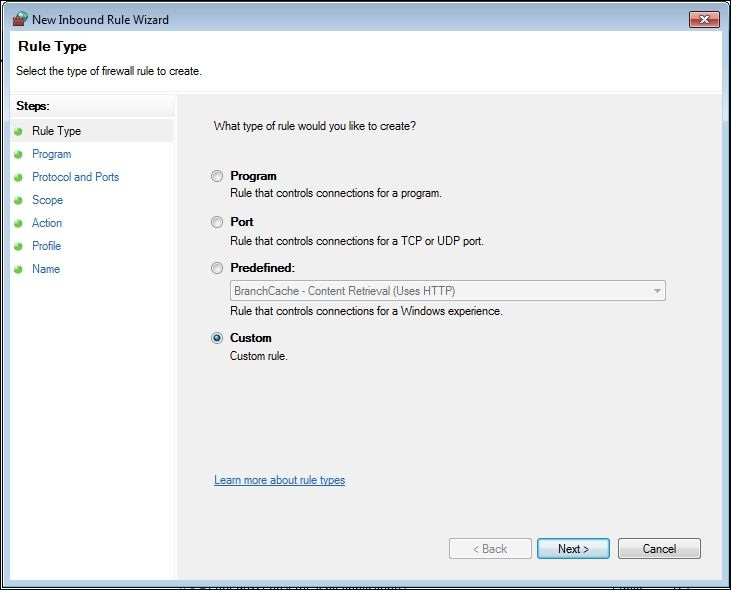 New Inbound Rule Wizard
Rule Type
Select the type of firewall rule to create.
Steps:
Rule Type
Program
Protocol and Ports
Scope
Action
Profile
Name
What type of rule would you like to create?
Program
Rule that controls connections for a program.
Port
Rule that controls connections for a TCP or UDP port.
Predefined:
BranchCache - Content Retrieval (Uses HTTP)
Rule that controls connections for a Windows experience.
Custom
Custom rule.
Learn more about rule types
< Back
Next >
Cancel